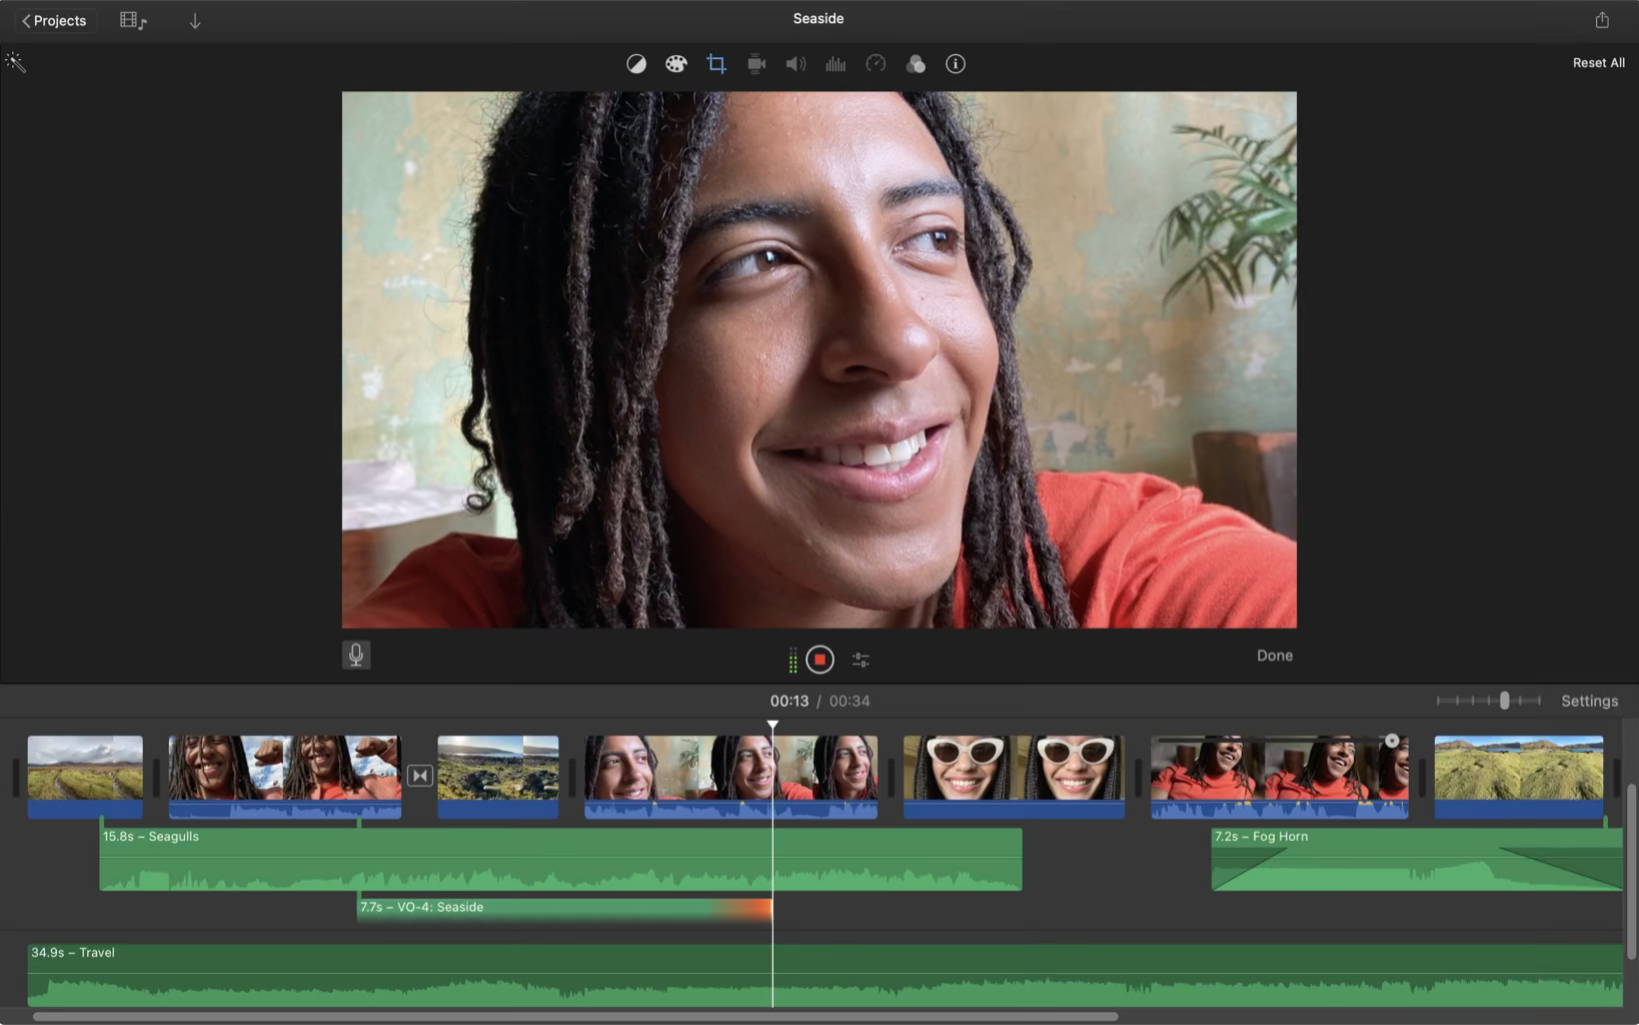 Projects
Seaside
Reset All
Done
00:13 / 00:34
Settings
15.8s – Seagulls
7.2s – Fog Horn
7.7s – VO-4: Seaside
34.9s – Travel